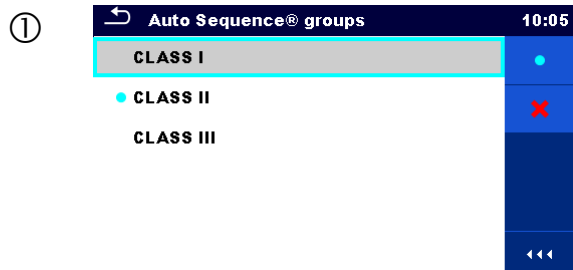 ①
Auto Sequence® groups 10:05
CLASS I
CLASS II
CLASS III